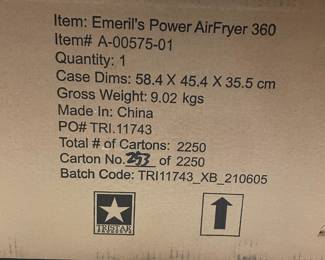 Item: Emeril's Power AirFryer 360
Item# A-00575-01
Quantity: 1
Case Dims: 58.4 X 45.4 X 35.5 cm
Gross Weight: 9.02 kgs
Made In: China
PO# TRI.11743
Total # of Cartons: 2250
Carton No. 253 of 2250
Batch Code: TRI11743_XB_210605
TRISTAR